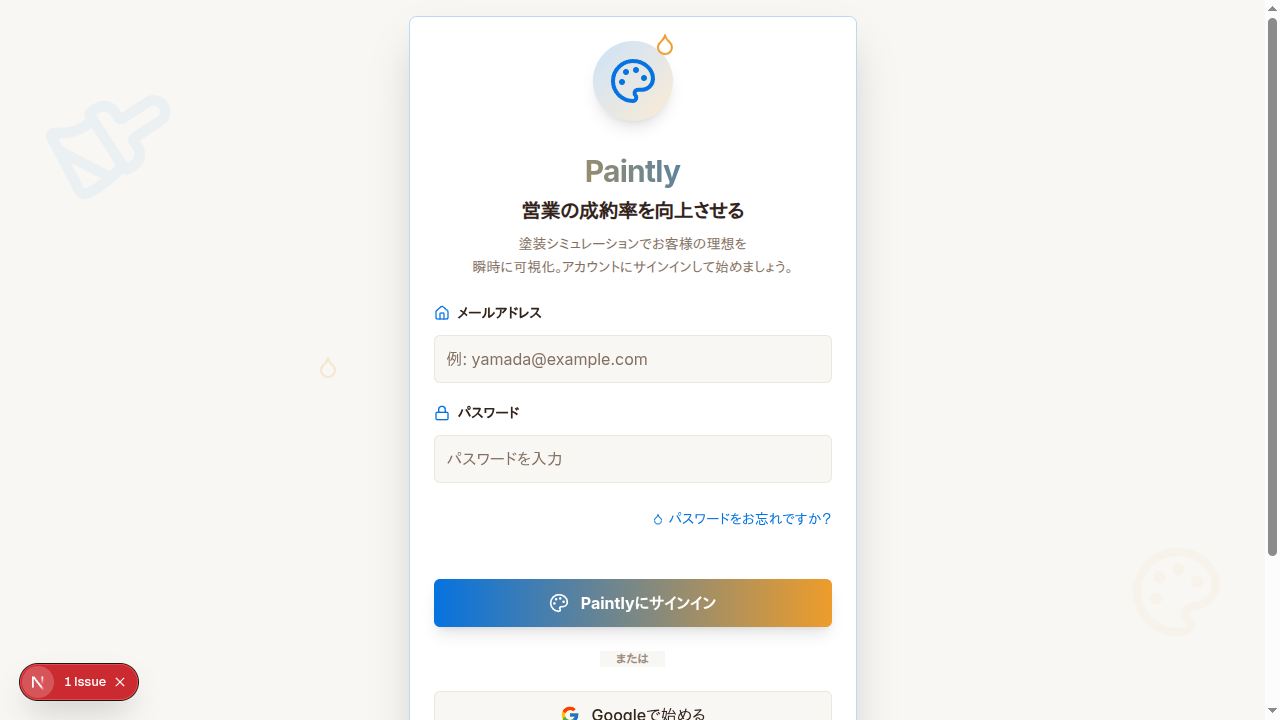 Paintly
営業の成約率を向上させる
塗装シミュレーションでお客様の理想を
瞬時に可視化。アカウントにサインインして始めましょう。
メールアドレス
例: yamada@example.com
パスワード
パスワードを入力
パスワードをお忘れですか?
Paintlyにサインイン
または
Googleで始める
N 1 Issue